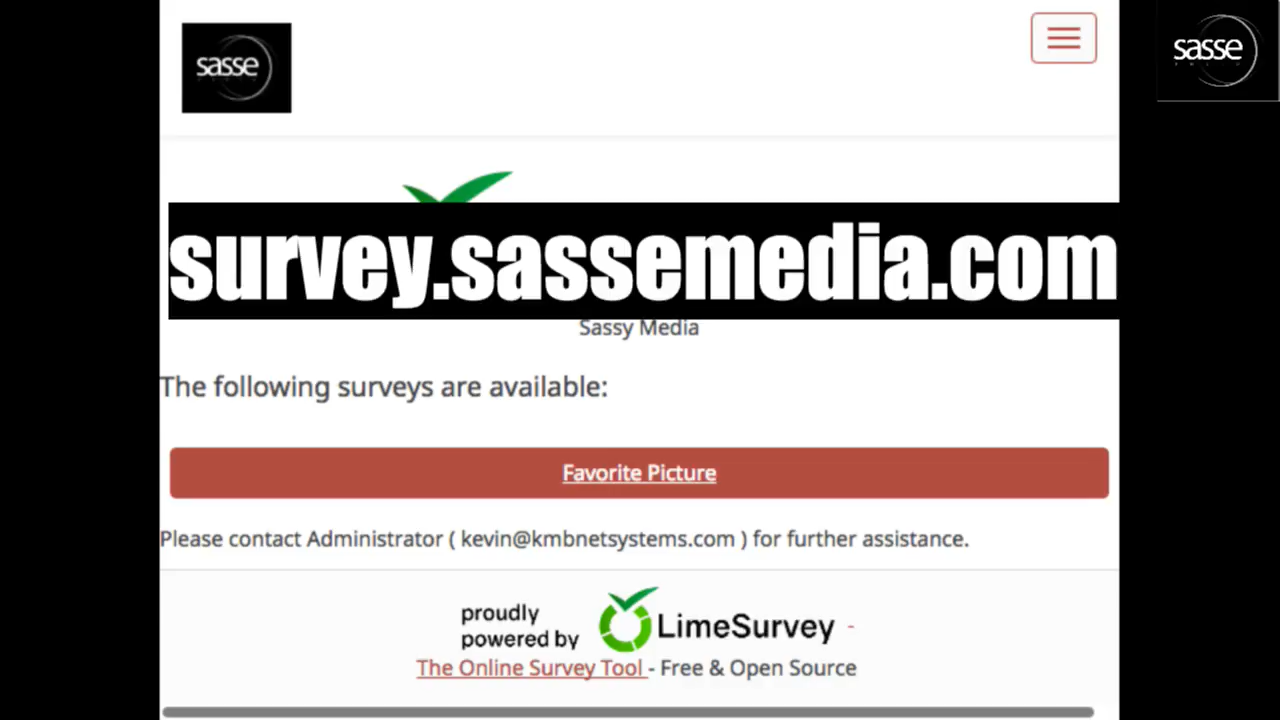 sasse
sasse
survey.sassemedia.com
Sassy Media
The following surveys are available:
Favorite Picture
Please contact Administrator ( kevin@kmbnetsystems.com ) for further assistance.
proudly
powered by
LimeSurvey -
The Online Survey Tool - Free & Open Source